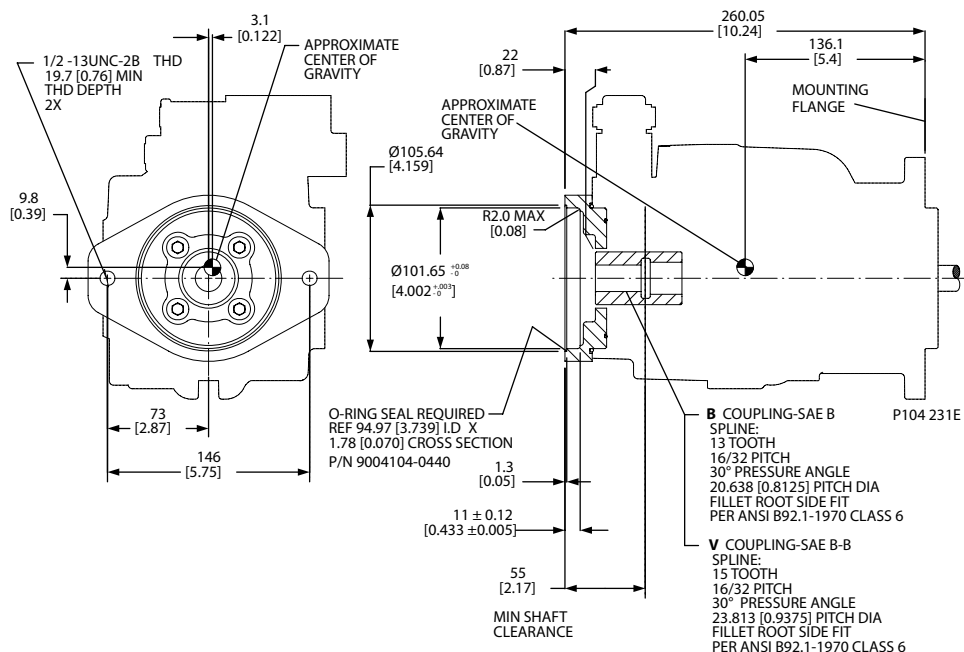 3.1
[0.122]
1/2 -13UNC-2B THD
19.7 [0.76] MIN
THD DEPTH
2X
APPROXIMATE
CENTER OF
GRAVITY
9.8
[0.39]
73
[2.87]
146
[5.75]
260.05
[10.24]
22
[0.87]
136.1
[5.4]
APPROXIMATE
CENTER OF
GRAVITY
MOUNTING
FLANGE
Ø105.64
[4.159]
R2.0 MAX
[0.08]
Ø101.65 +0.08 -0
[4.002 +.003 -0]
O-RING SEAL REQUIRED
REF 94.97 [3.739] I.D X
1.78 [0.070] CROSS SECTION
P/N 9004104-0440
1.3
[0.05]
11 ± 0.12
[0.433 ±0.005]
55
[2.17]
MIN SHAFT
CLEARANCE
P104 231E
B COUPLING-SAE B
SPLINE:
13 TOOTH
16/32 PITCH
30° PRESSURE ANGLE
20.638 [0.8125] PITCH DIA
FILLET ROOT SIDE FIT
PER ANSI B92.1-1970 CLASS 6
V COUPLING-SAE B-B
SPLINE:
15 TOOTH
16/32 PITCH
30° PRESSURE ANGLE
23.813 [0.9375] PITCH DIA
FILLET ROOT SIDE FIT
PER ANSI B92.1-1970 CLASS 6